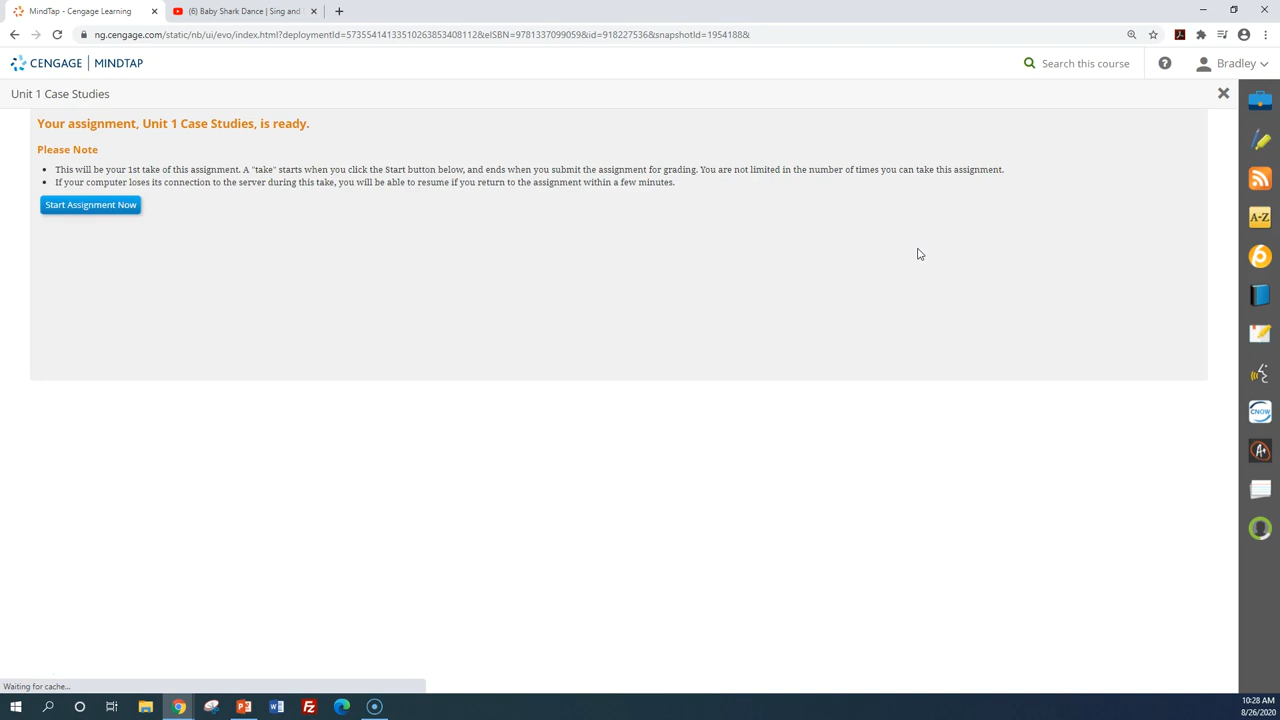 MindTap - Cengage Learning
(6) Baby Shark Dance | Sing and
ng.cengage.com/static/nb/ui/evo/index.html?deploymentId=57355414133510263853408112&eISBN=9781337099059&id=918227536&snapshotId=1954188&
CENGAGE | MINDTAP
Search this course
Bradley
Unit 1 Case Studies
Your assignment, Unit 1 Case Studies, is ready.
Please Note
• This will be your 1st take of this assignment. A "take" starts when you click the Start button below, and ends when you submit the assignment for grading. You are not limited in the number of times you can take this assignment.
• If your computer loses its connection to the server during this take, you will be able to resume if you return to the assignment within a few minutes.
Start Assignment Now
A-Z
CNOW
A+
Waiting for cache...
10:28 AM
8/26/2020